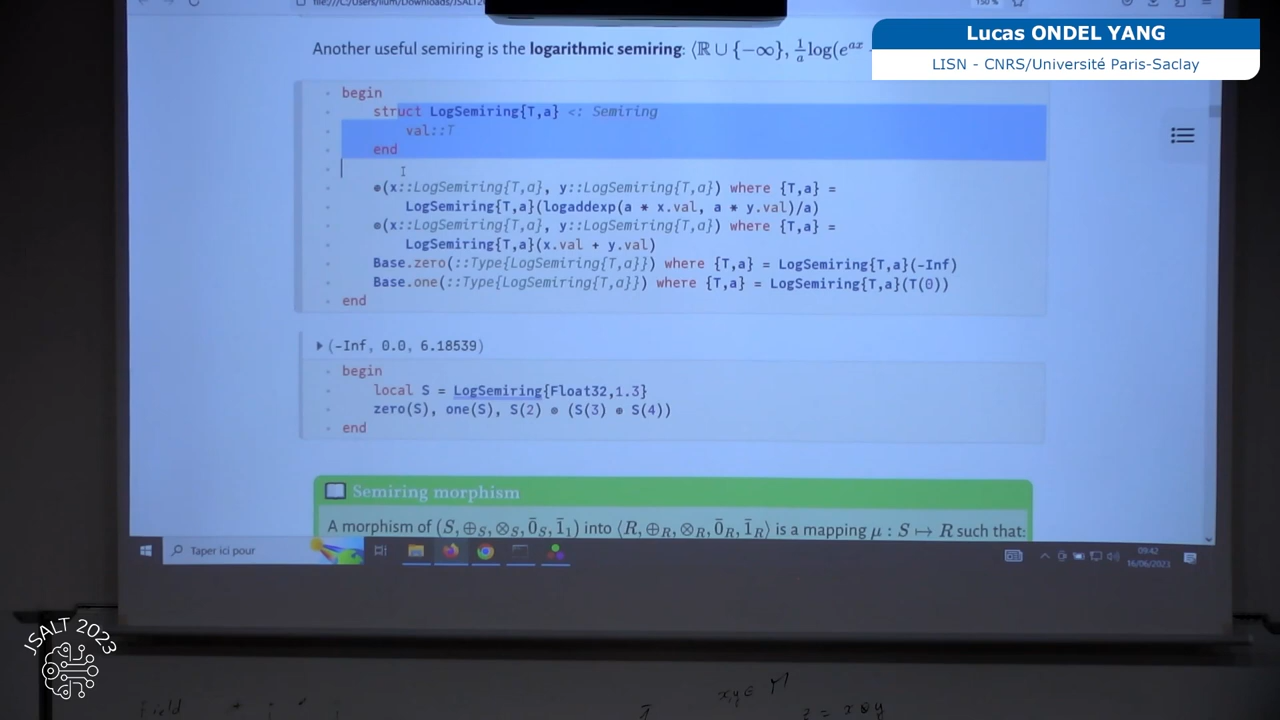 Lucas ONDEL YANG
LISN - CNRS/Université Paris-Saclay
150 %
Another useful semiring is the logarithmic semiring: ⟨ℝ ∪ {−∞}, 1/a log(e^{ax}
begin
struct LogSemiring{T,a} <: Semiring
val::T
end
⊕(x::LogSemiring{T,a}, y::LogSemiring{T,a}) where {T,a} =
LogSemiring{T,a}(logaddexp(a * x.val, a * y.val)/a)
⊗(x::LogSemiring{T,a}, y::LogSemiring{T,a}) where {T,a} =
LogSemiring{T,a}(x.val + y.val)
Base.zero(::Type{LogSemiring{T,a}}) where {T,a} = LogSemiring{T,a}(-Inf)
Base.one(::Type{LogSemiring{T,a}}) where {T,a} = LogSemiring{T,a}(T(0))
end
(-Inf, 0.0, 6.18539)
begin
local S = LogSemiring{Float32,1.3}
zero(S), one(S), S(2) ⊗ (S(3) ⊕ S(4))
end
Semiring morphism
A morphism of (S, ⊕_S, ⊗_S, 0̄_S, 1̄_1) into ⟨R, ⊕_R, ⊗_R, 0̄_R, 1̄_R⟩ is a mapping μ : S ↦ R such that:
Taper ici pour
09:42
16/06/2023
JSALT 2023
Field
x,y ∈ M
z = x ⊗ y